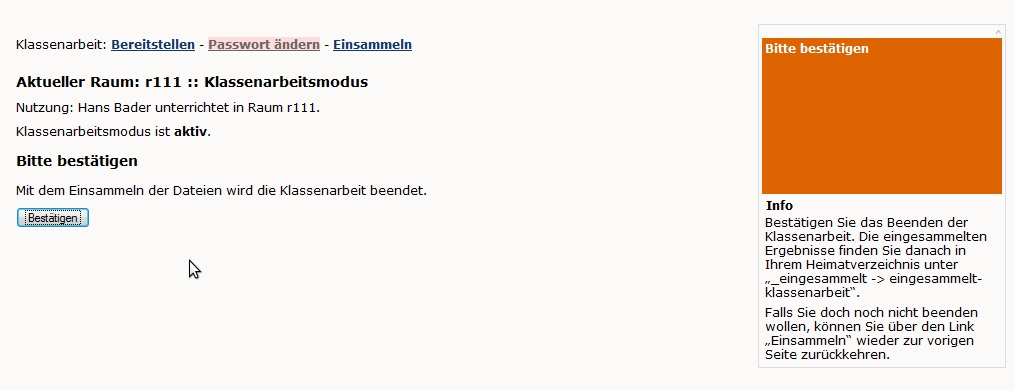 Klassenarbeit: Bereitstellen - Passwort ändern - Einsammeln
Aktueller Raum: r111 :: Klassenarbeitsmodus
Nutzung: Hans Bader unterrichtet in Raum r111.
Klassenarbeitsmodus ist aktiv.
Bitte bestätigen
Mit dem Einsammeln der Dateien wird die Klassenarbeit beendet.
Bestätigen
Bitte bestätigen
Info
Bestätigen Sie das Beenden der
Klassenarbeit. Die eingesammelten
Ergebnisse finden Sie danach in
Ihrem Heimatverzeichnis unter
„_eingesammelt -> eingesammelt-
klassenarbeit“.
Falls Sie doch noch nicht beenden
wollen, können Sie über den Link
„Einsammeln“ wieder zur vorigen
Seite zurückkehren.